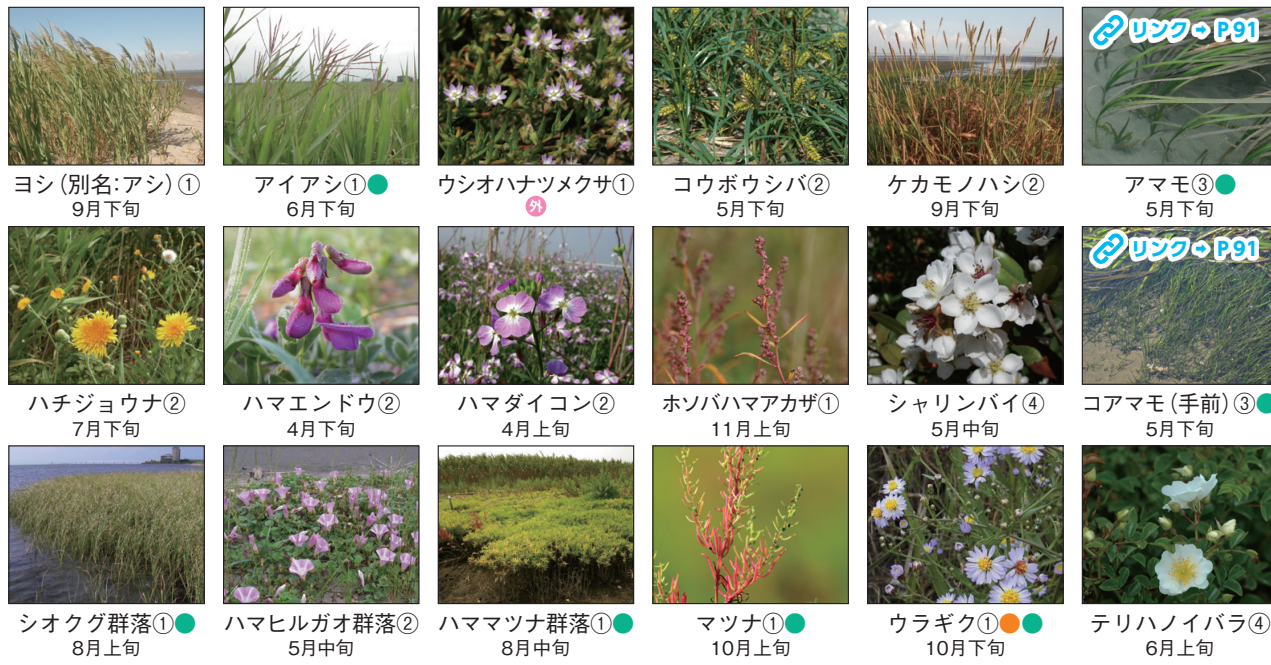 リンク➡P91
ヨシ(別名:アシ)①
9月下旬
アイアシ①
6月下旬
ウシオハナツメクサ①
外
コウボウシバ②
5月下旬
ケカモノハシ②
9月下旬
アマモ③
5月下旬
リンク➡P91
ハチジョウナ②
7月下旬
ハマエンドウ②
4月下旬
ハマダイコン②
4月上旬
ホソバハマアカザ①
11月上旬
シャリンバイ④
5月中旬
コアマモ(手前)③
5月下旬
シオクグ群落①
8月上旬
ハマヒルガオ群落②
5月中旬
ハママツナ群落①
8月中旬
マツナ①
10月上旬
ウラギク①
10月下旬
テリハノイバラ④
6月上旬